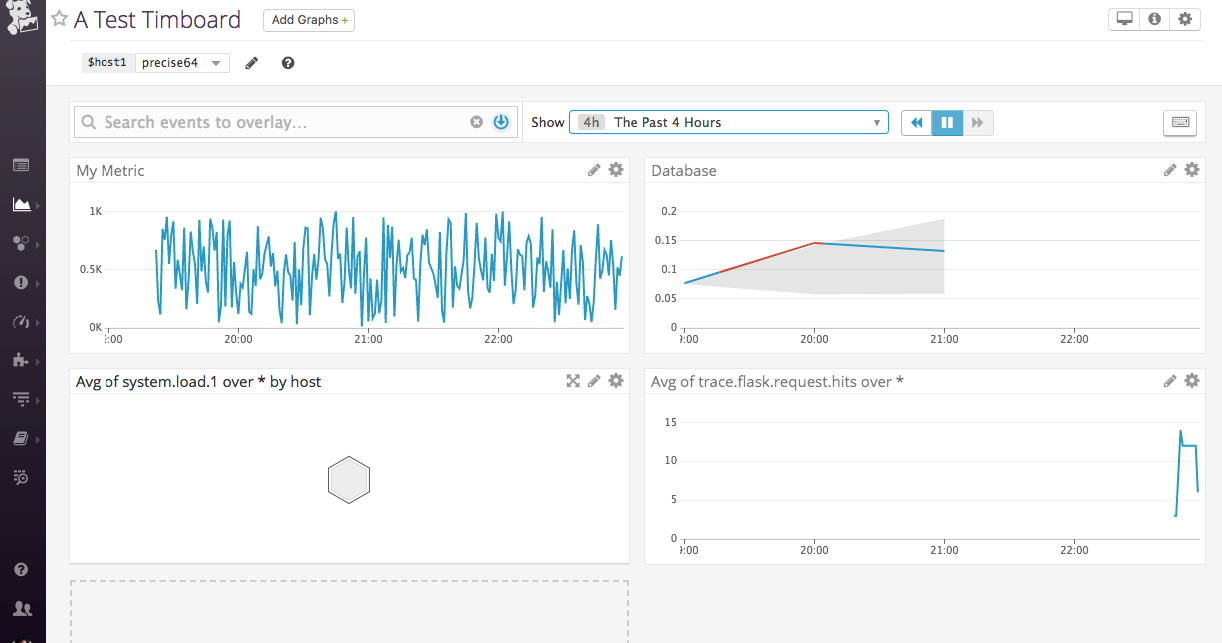 A Test Timboard
Add Graphs +
$host1 precise64
Search events to overlay...
Show 4h The Past 4 Hours
My Metric
1K
0.5K
0K
:00 20:00 21:00 22:00
Database
0.2
0.15
0.1
0.05
0
9:00 20:00 21:00 22:00
Avg of system.load.1 over * by host
Avg of trace.flask.request.hits over *
15
10
5
0
9:00 20:00 21:00 22:00